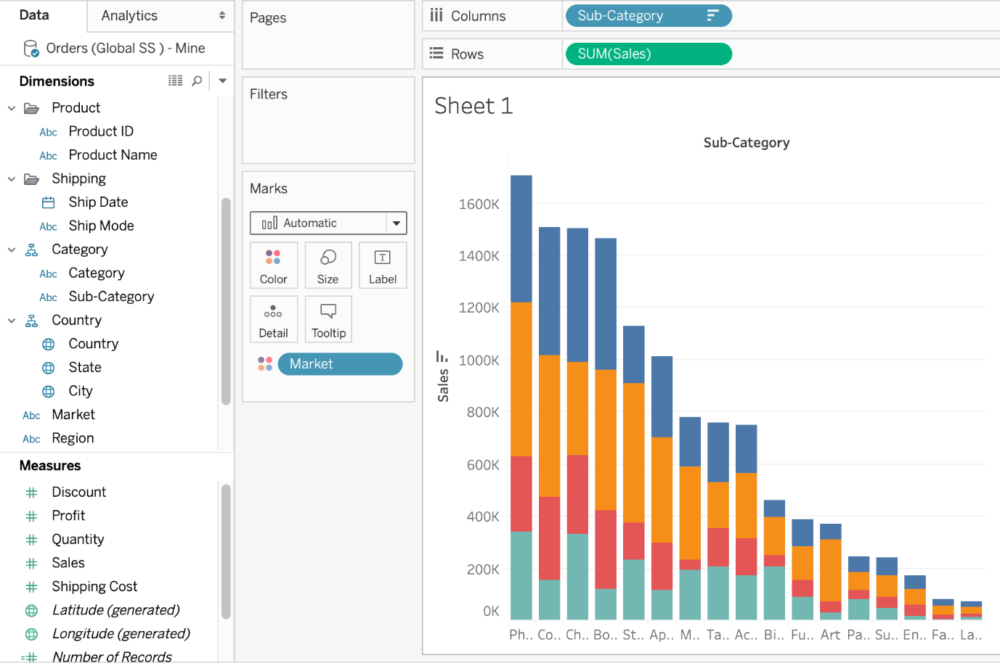 Data
Analytics
Orders (Global SS ) - Mine
Dimensions
Product
Abc Product ID
Abc Product Name
Shipping
Ship Date
Abc Ship Mode
Category
Abc Category
Abc Sub-Category
Country
Country
State
City
Abc Market
Abc Region
Measures
Discount
Profit
Quantity
Sales
Shipping Cost
Latitude (generated)
Longitude (generated)
Number of Records
Pages
Filters
Marks
Automatic
Color
Size
T
Label
Detail
Tooltip
Market
Columns
Sub-Category
Rows
SUM(Sales)
Sheet 1
Sub-Category
1600K
1400K
1200K
1000K
800K
600K
400K
200K
0K
Sales
Ph.. Co.. Ch.. Bo.. St.. Ap.. M.. Ta.. Ac.. Bi.. Fu.. Art Pa.. Su.. En.. Fa.. La..